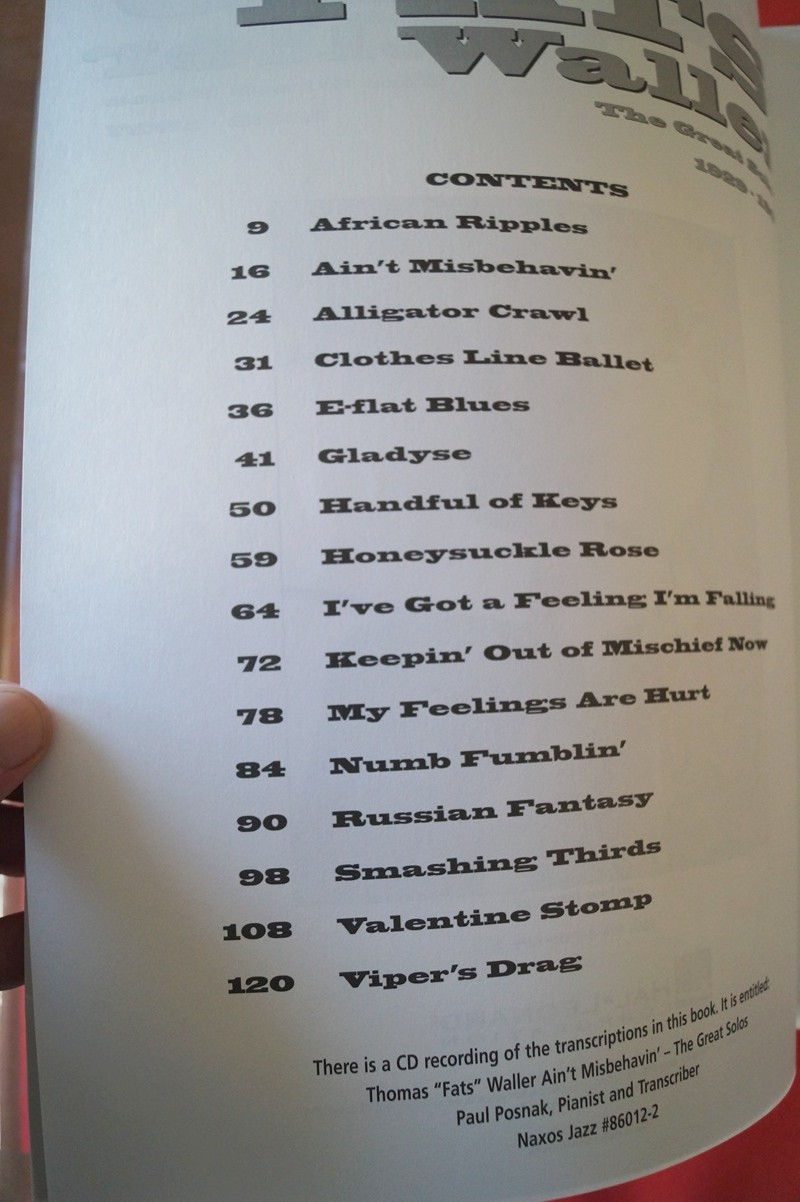 Waller
The Great
CONTENTS
9 African Ripples
16 Ain't Misbehavin'
24 Alligator Crawl
31 Clothes Line Ballet
36 E-flat Blues
41 Gladyse
50 Handful of Keys
59 Honeysuckle Rose
64 I've Got a Feeling I'm Falling
72 Keepin' Out of Mischief Now
78 My Feelings Are Hurt
84 Numb Fumblin'
90 Russian Fantasy
98 Smashing Thirds
108 Valentine Stomp
120 Viper's Drag
There is a CD recording of the transcriptions in this book. It is entitled:
Thomas "Fats" Waller Ain't Misbehavin' – The Great Solos
Paul Posnak, Pianist and Transcriber
Naxos Jazz #86012-2